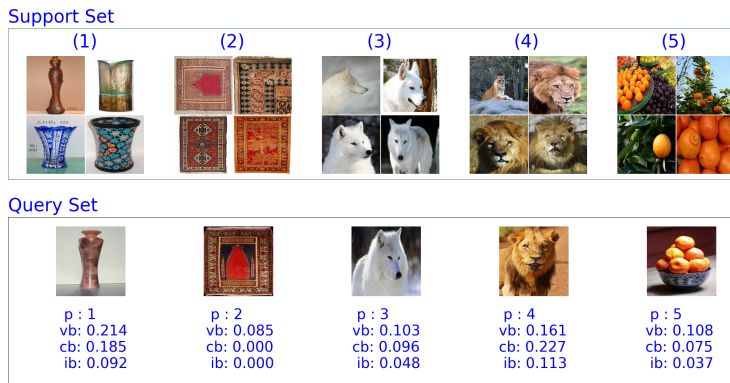 Support Set
(1) (2) (3) (4) (5)
Query Set
p : 1 p : 2 p : 3 p : 4 p : 5
vb: 0.214 vb: 0.085 vb: 0.103 vb: 0.161 vb: 0.108
cb: 0.185 cb: 0.000 cb: 0.096 cb: 0.227 cb: 0.075
ib: 0.092 ib: 0.000 ib: 0.048 ib: 0.113 ib: 0.037